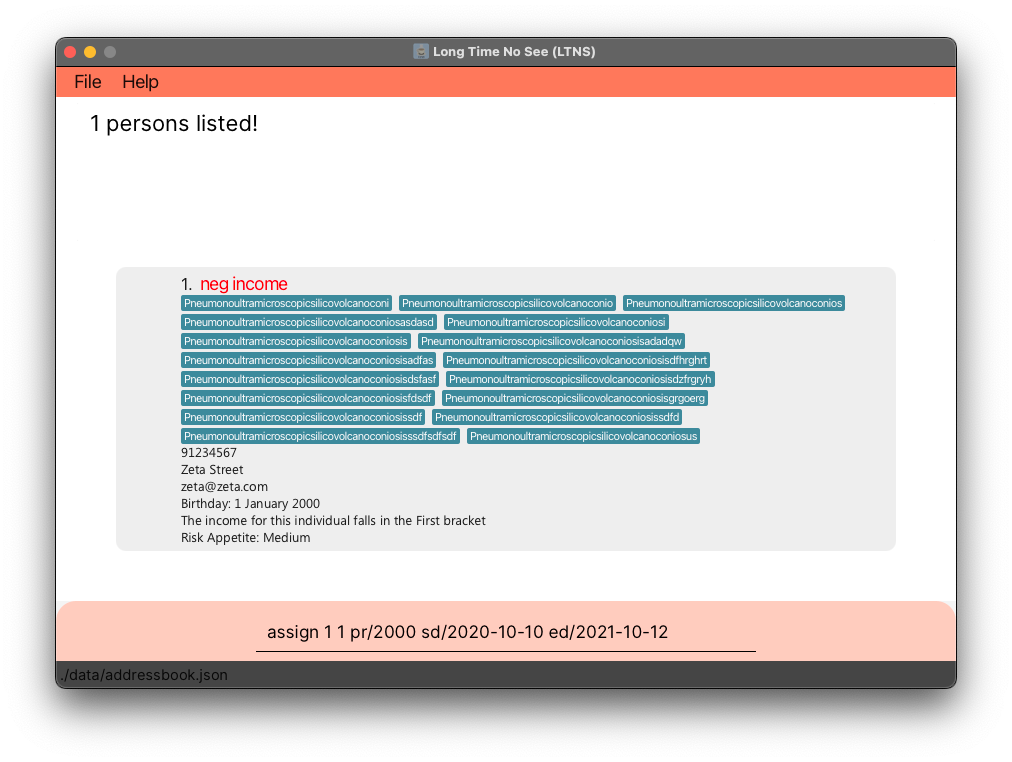 Long Time No See (LTNS)
File Help
1 persons listed!
1. neg income
Pneumonoultramicroscopicsilicovolcanoconi Pneumonoultramicroscopicsilicovolcanoconio Pneumonoultramicroscopicsilicovolcanoconios
Pneumonoultramicroscopicsilicovolcanoconiosasdasd Pneumonoultramicroscopicsilicovolcanoconiosi
Pneumonoultramicroscopicsilicovolcanoconiosis Pneumonoultramicroscopicsilicovolcanoconiosisadadqw
Pneumonoultramicroscopicsilicovolcanoconiosisadfas Pneumonoultramicroscopicsilicovolcanoconiosisdfhrghrt
Pneumonoultramicroscopicsilicovolcanoconiosisdsfasf Pneumonoultramicroscopicsilicovolcanoconiosisdzfrgryh
Pneumonoultramicroscopicsilicovolcanoconiosisfdsdf Pneumonoultramicroscopicsilicovolcanoconiosisgrgoerg
Pneumonoultramicroscopicsilicovolcanoconiosissdf Pneumonoultramicroscopicsilicovolcanoconiosissdfd
Pneumonoultramicroscopicsilicovolcanoconiosisssdfsdfsdf Pneumonoultramicroscopicsilicovolcanoconiosus
91234567
Zeta Street
zeta@zeta.com
Birthday: 1 January 2000
The income for this individual falls in the First bracket
Risk Appetite: Medium
assign 1 1 pr/2000 sd/2020-10-10 ed/2021-10-12
./data/addressbook.json